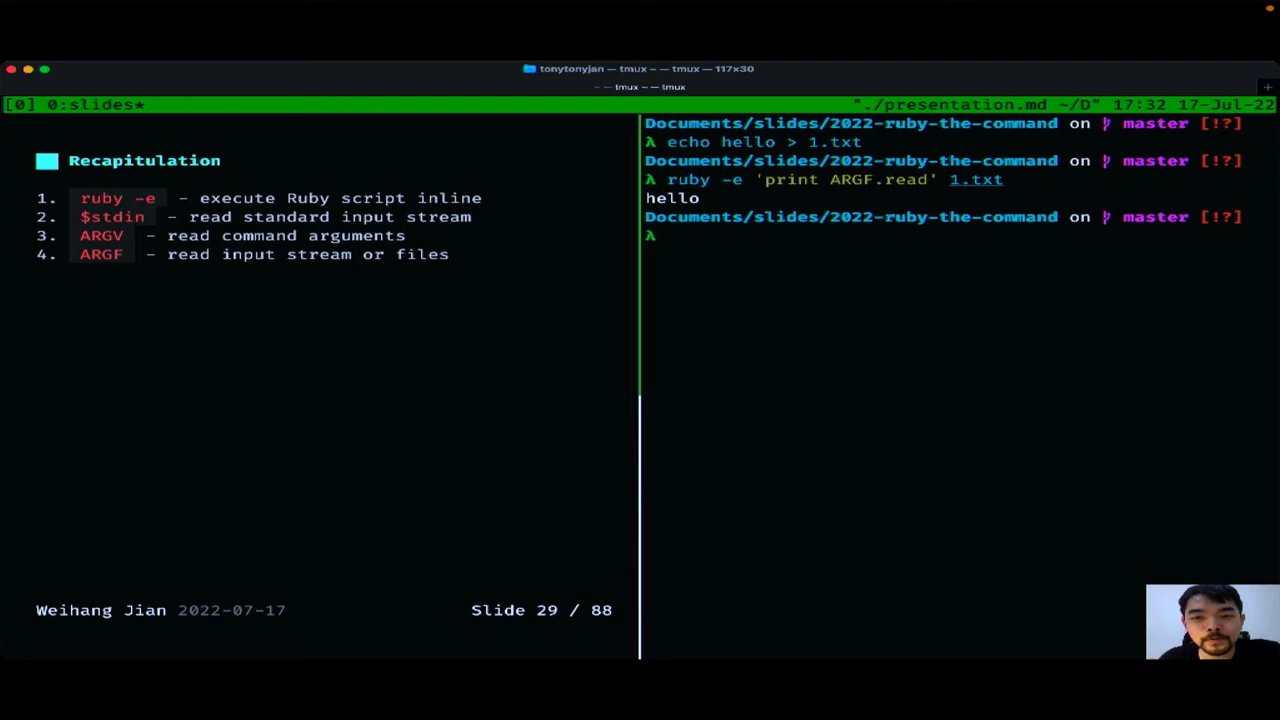 tonytonyjan — tmux - — tmux — 117×30
- — tmux - — tmux
[0] 0:slides* "./presentation.md ~/D" 17:32 17-Jul-22
Recapitulation
1. ruby -e - execute Ruby script inline
2. $stdin - read standard input stream
3. ARGV - read command arguments
4. ARGF - read input stream or files
Weihang Jian 2022-07-17 Slide 29 / 88
Documents/slides/2022-ruby-the-command on master [!?]
λ echo hello > 1.txt
Documents/slides/2022-ruby-the-command on master [!?]
λ ruby -e 'print ARGF.read' 1.txt
hello
Documents/slides/2022-ruby-the-command on master [!?]
λ